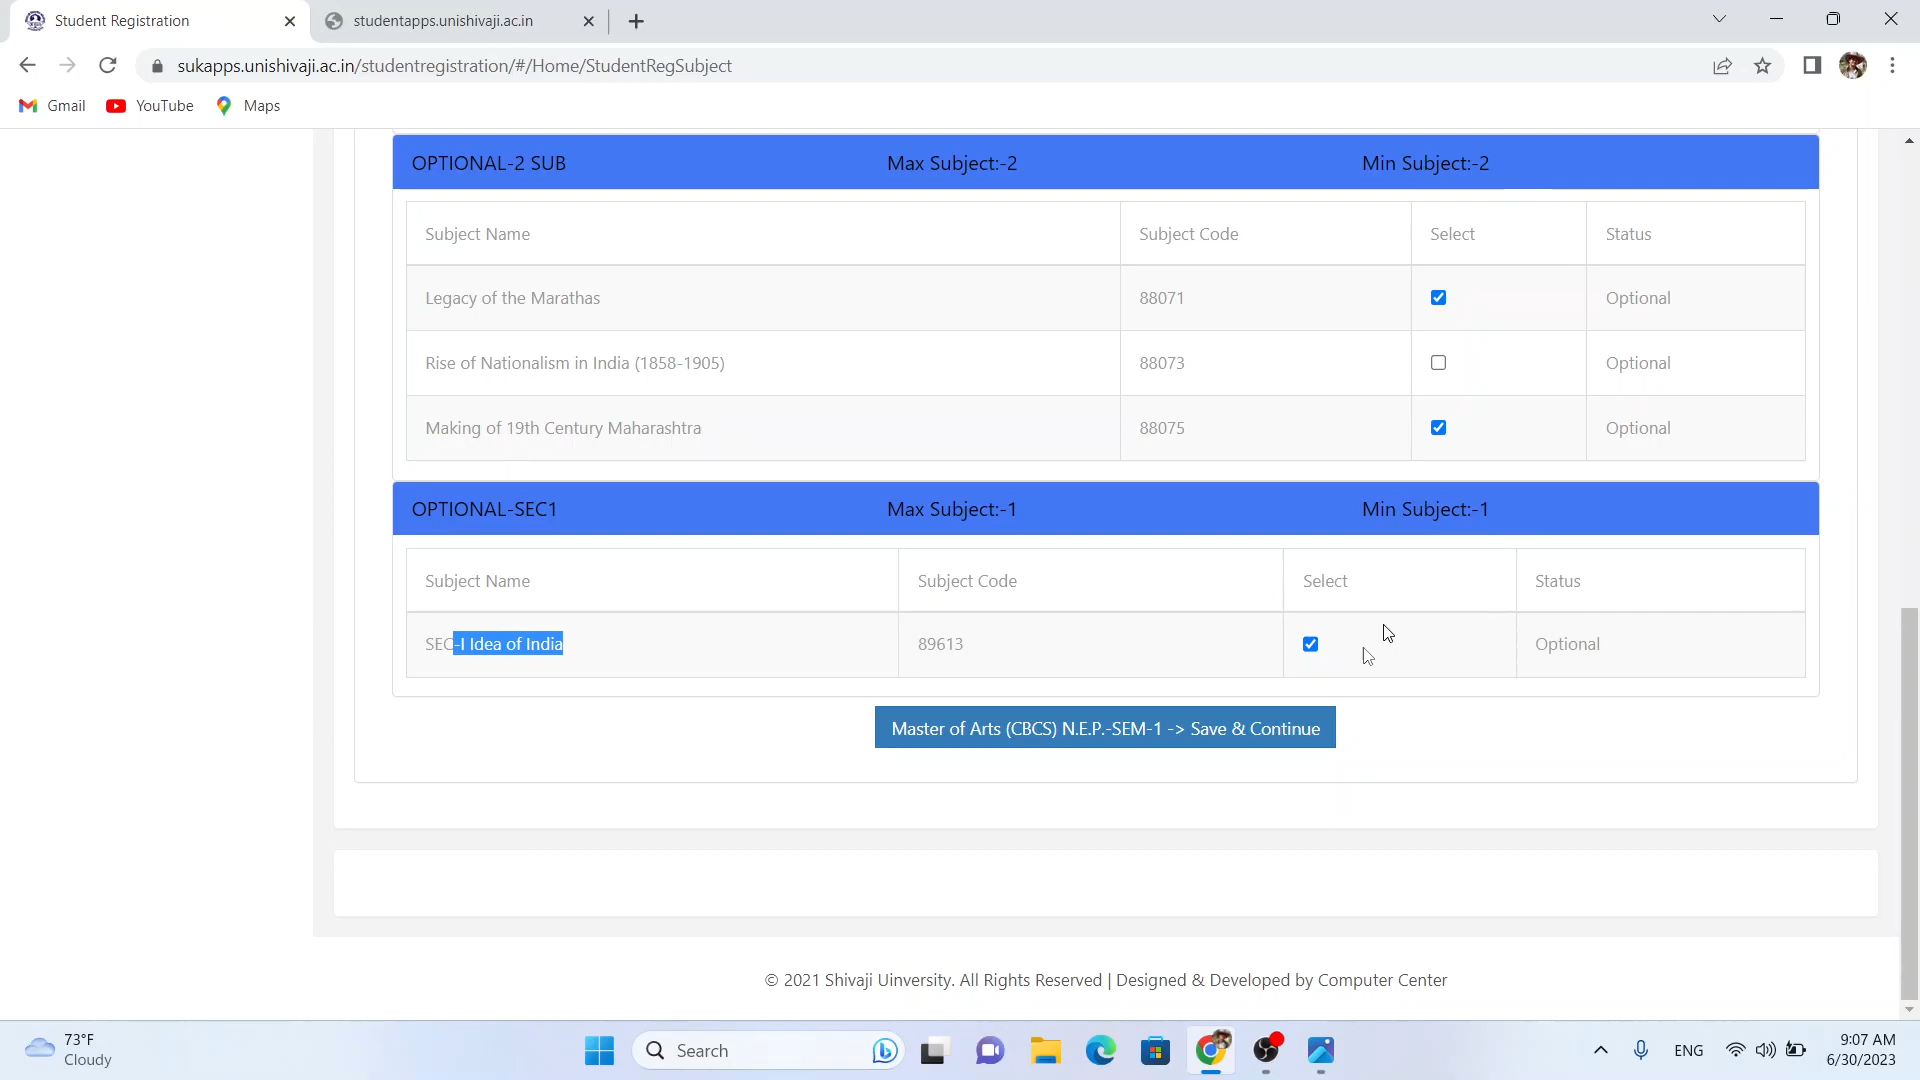 Student Registration
studentapps.unishivaji.ac.in
sukapps.unishivaji.ac.in/studentregistration/#/Home/StudentRegSubject
Gmail YouTube Maps
OPTIONAL-2 SUB Max Subject:-2 Min Subject:-2
Subject Name Subject Code Select Status
Legacy of the Marathas 88071 Optional
Rise of Nationalism in India (1858-1905) 88073 Optional
Making of 19th Century Maharashtra 88075 Optional
OPTIONAL-SEC1 Max Subject:-1 Min Subject:-1
Subject Name Subject Code Select Status
SEC-I Idea of India 89613 Optional
Master of Arts (CBCS) N.E.P.-SEM-1 -> Save & Continue
© 2021 Shivaji Uinversity. All Rights Reserved | Designed & Developed by Computer Center
73°F
Cloudy
Search
ENG
9:07 AM
6/30/2023